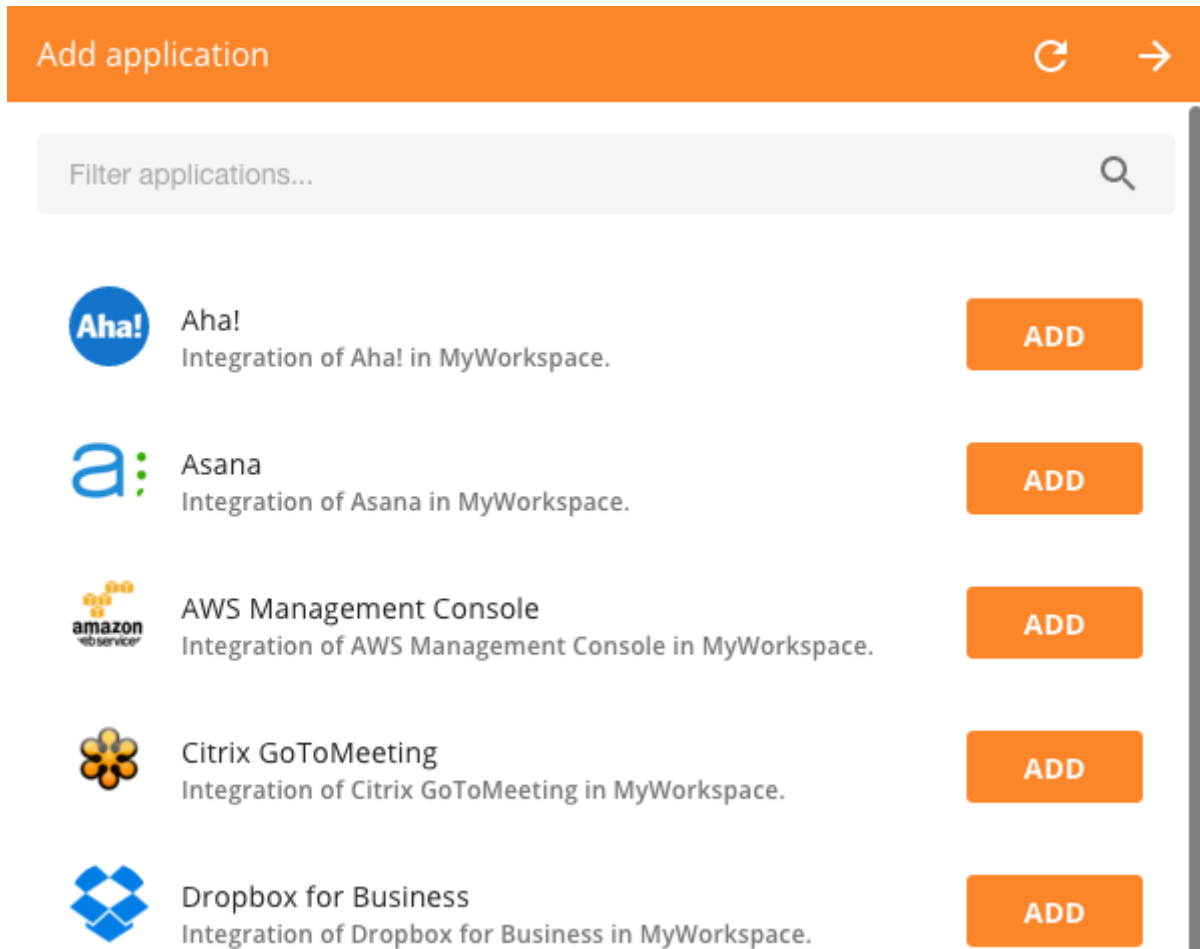 Add application
Filter applications...
Aha!
Aha!
Integration of Aha! in MyWorkspace.
ADD
a:
Asana
Integration of Asana in MyWorkspace.
ADD
amazon
web services
AWS Management Console
Integration of AWS Management Console in MyWorkspace.
ADD
Citrix GoToMeeting
Integration of Citrix GoToMeeting in MyWorkspace.
ADD
Dropbox for Business
Integration of Dropbox for Business in MyWorkspace.
ADD